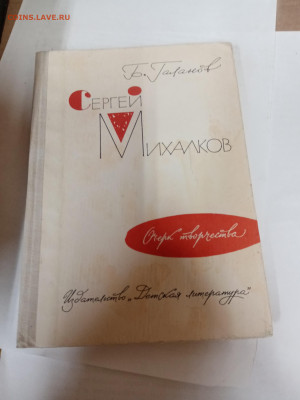 COINS.LAVE.RU
Б. Галанов
СЕРГЕЙ
МИХАЛКОВ
Очерк творчества
Издательство „Детская литература"